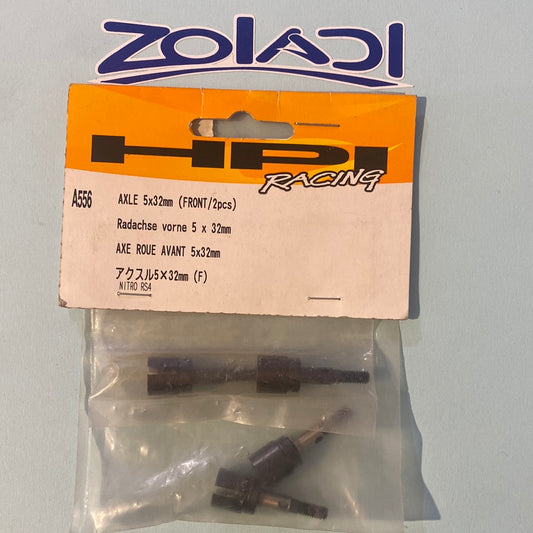 ZOIADI
HPI
RACING
A556
AXLE 5x32mm (FRONT/2pcs)
Radachse vorne 5 x 32mm
AXE ROUE AVANT 5x32mm
アクスル5×32mm (F)
NITRO RS4